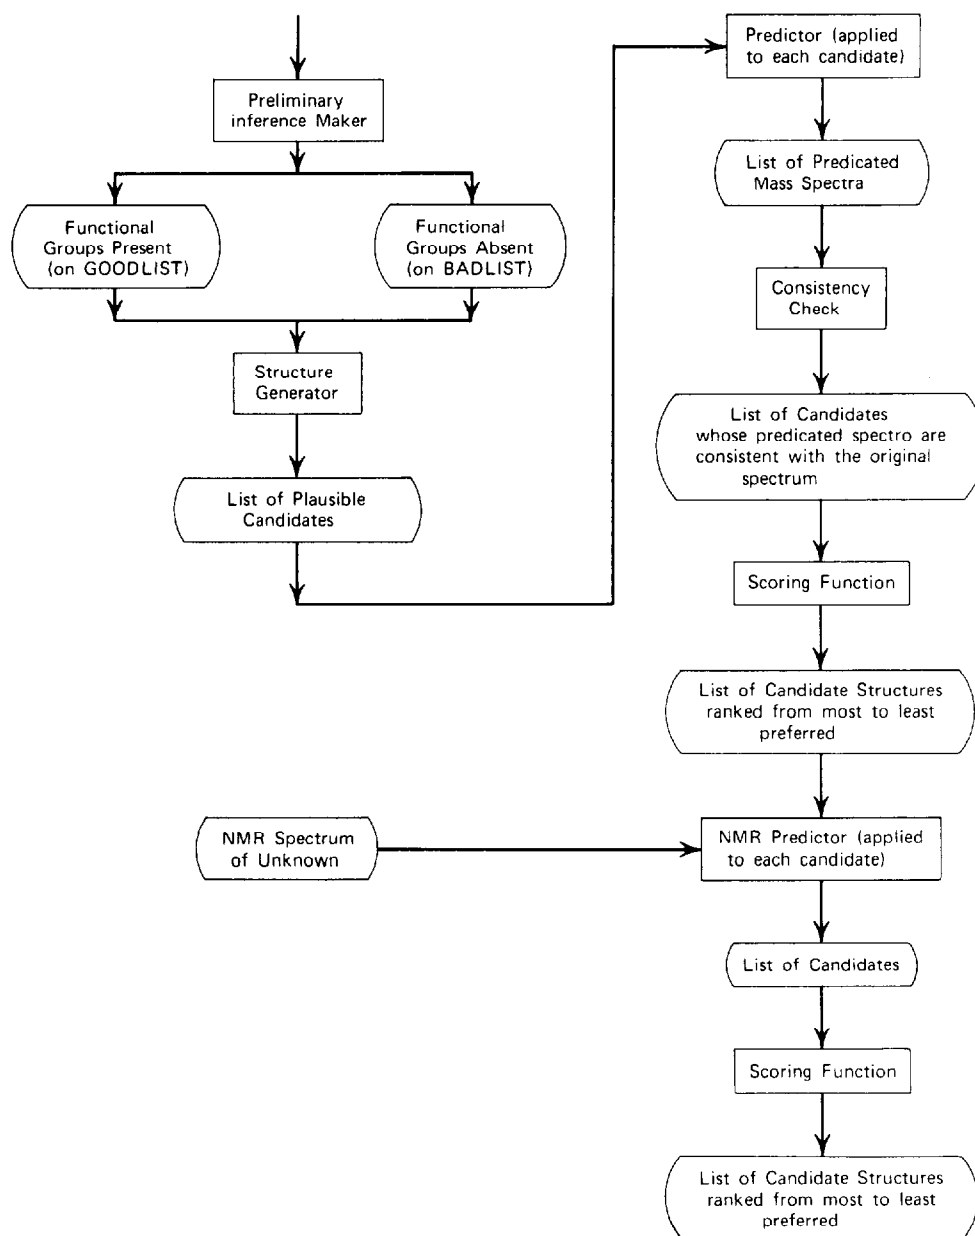 Preliminary
inference Maker
Functional
Groups Present
(on GOODLIST)
Functional
Groups Absent
(on BADLIST)
Structure
Generator
List of Plausible
Candidates
Predictor (applied
to each candidate)
List of Predicated
Mass Spectra
Consistency
Check
List of Candidates
whose predicated spectro are
consistent with the original
spectrum
Scoring Function
List of Candidate Structures
ranked from most to least
preferred
NMR Spectrum
of Unknown
NMR Predictor (applied
to each candidate)
List of Candidates
Scoring Function
List of Candidate Structures
ranked from most to least
preferred